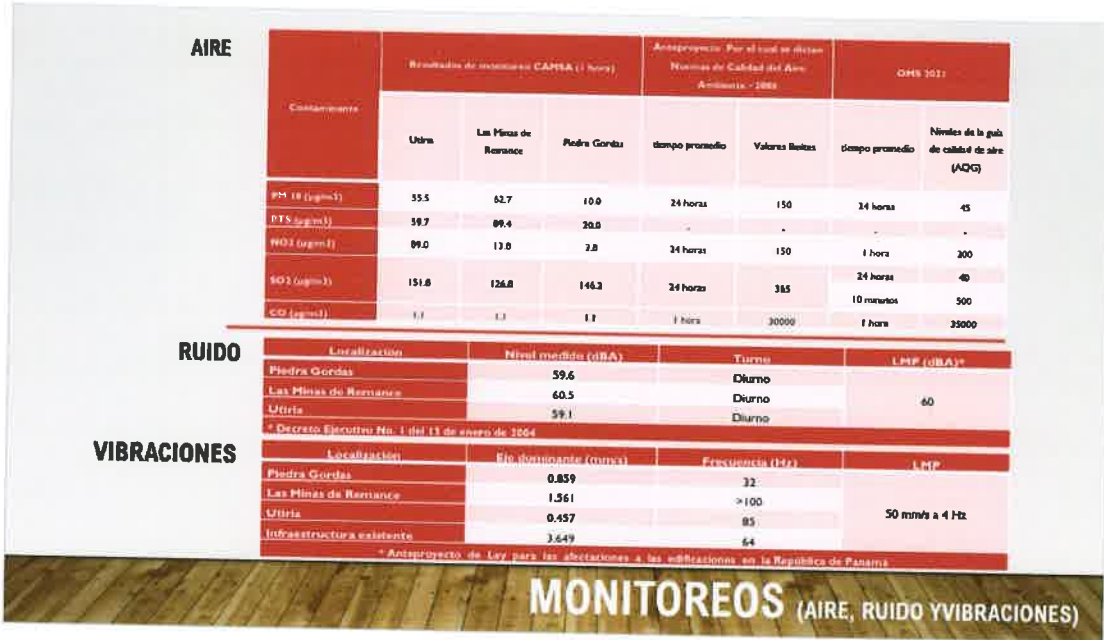 AIRE
Contaminante
Resultados de monitoreo CAMSA (1 hora)
Anteproyecto Por el cual se dictan Normas de Calidad del Aire Ambiente - 2006
OMS 2021
Utiria
Las Minas de Remance
Piedra Gordas
tiempo promedio
Valores límites
tiempo promedio
Niveles de la guía de calidad de aire (AQG)
PM 10 (µg/m3) 55.5 62.7 10.0 24 horas 150 24 horas 45
PTS (µg/m3) 59.7 89.4 20.0 - - - -
NO2 (µg/m3) 89.0 13.8 2.8 24 horas 150 1 hora 200
SO2 (µg/m3) 151.8 126.8 146.2 24 horas 365 24 horas 40
10 minutos 500
CO (µg/m3) 1.1 1.1 1.1 1 hora 30000 1 hora 35000
RUIDO
Localización Nivel medido (dBA) Turno LMP (dBA)*
Piedra Gordas 59.6 Diurno
Las Minas de Remance 60.5 Diurno 60
Utiria 59.1 Diurno
* Decreto Ejecutivo No. 1 del 15 de enero de 2004
VIBRACIONES
Localización Eje dominante (mm/s) Frecuencia (Hz) LMP
Piedra Gordas 0.859 32
Las Minas de Remance 1.561 >100
Utiria 0.457 85 50 mm/s a 4 Hz
Infraestructura existente 3.649 64
* Anteproyecto de Ley para las afectaciones a las edificaciones en la República de Panamá
MONITOREOS (AIRE, RUIDO YVIBRACIONES)